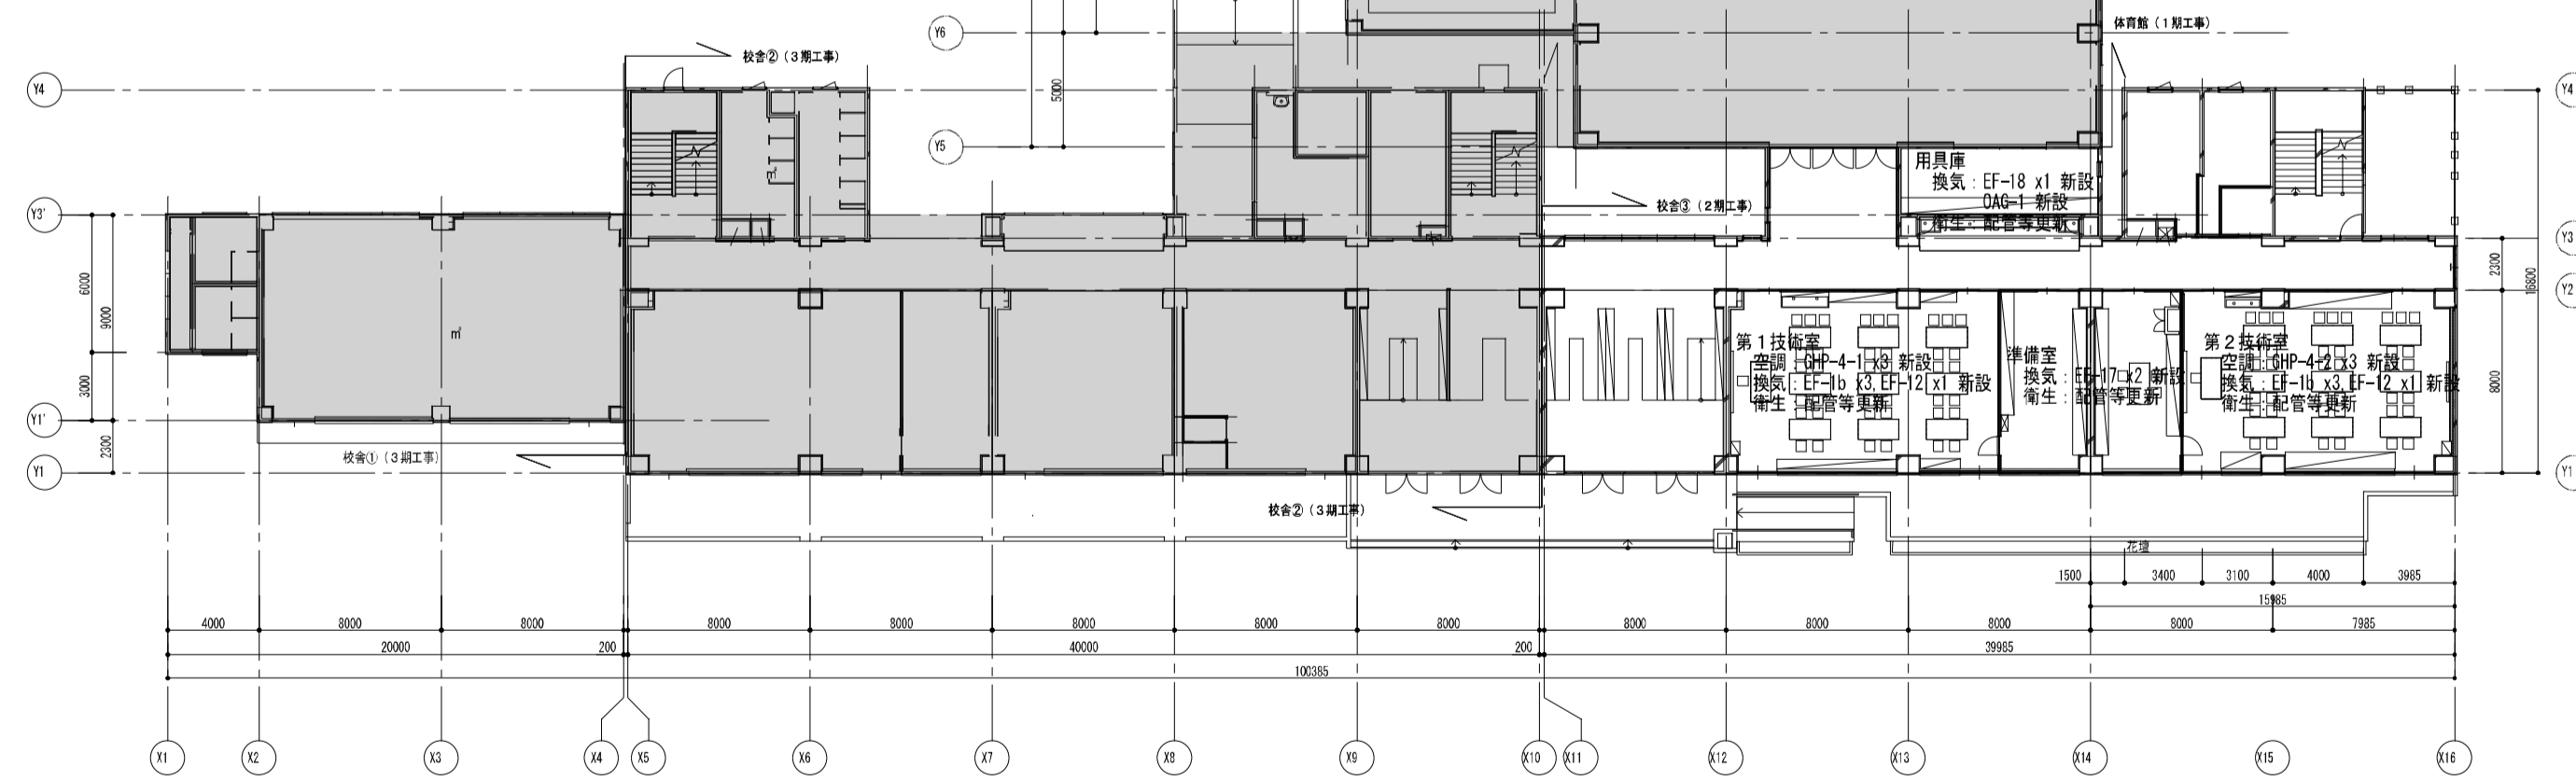 Y6
体育館（１期工事）
校舎②（３期工事）
Y4
Y4
5000
Y5
用具庫
換気：EF-18 x1 新設
OAG-1 新設
衛生：配管等更新
㎡
校舎③（２期工事）
Y3'
Y3
2300
16800
Y2
6000
9000
3000
2300
㎡
第１技術室
空調：GHP-4-1 x3 新設
換気：EF-1b x3,EF-12 x1 新設
衛生：配管等更新
準備室
換気：EF-17 x2 新設
衛生：配管等更新
第２技術室
空調：GHP-4-2 x3 新設
換気：EF-1b x3,EF-12 x1 新設
衛生：配管等更新
8000
Y1'
校舎①（３期工事）
Y1
Y1
校舎②（３期工事）
花壇
1500 3400 3100 4000 3985
15985
4000 8000 8000 8000 8000 8000 8000 8000 8000 8000 8000 8000 7985
20000 200 40000 200 39985
100385
X1 X2 X3 X4 X5 X6 X7 X8 X9 X10 X11 X12 X13 X14 X15 X16